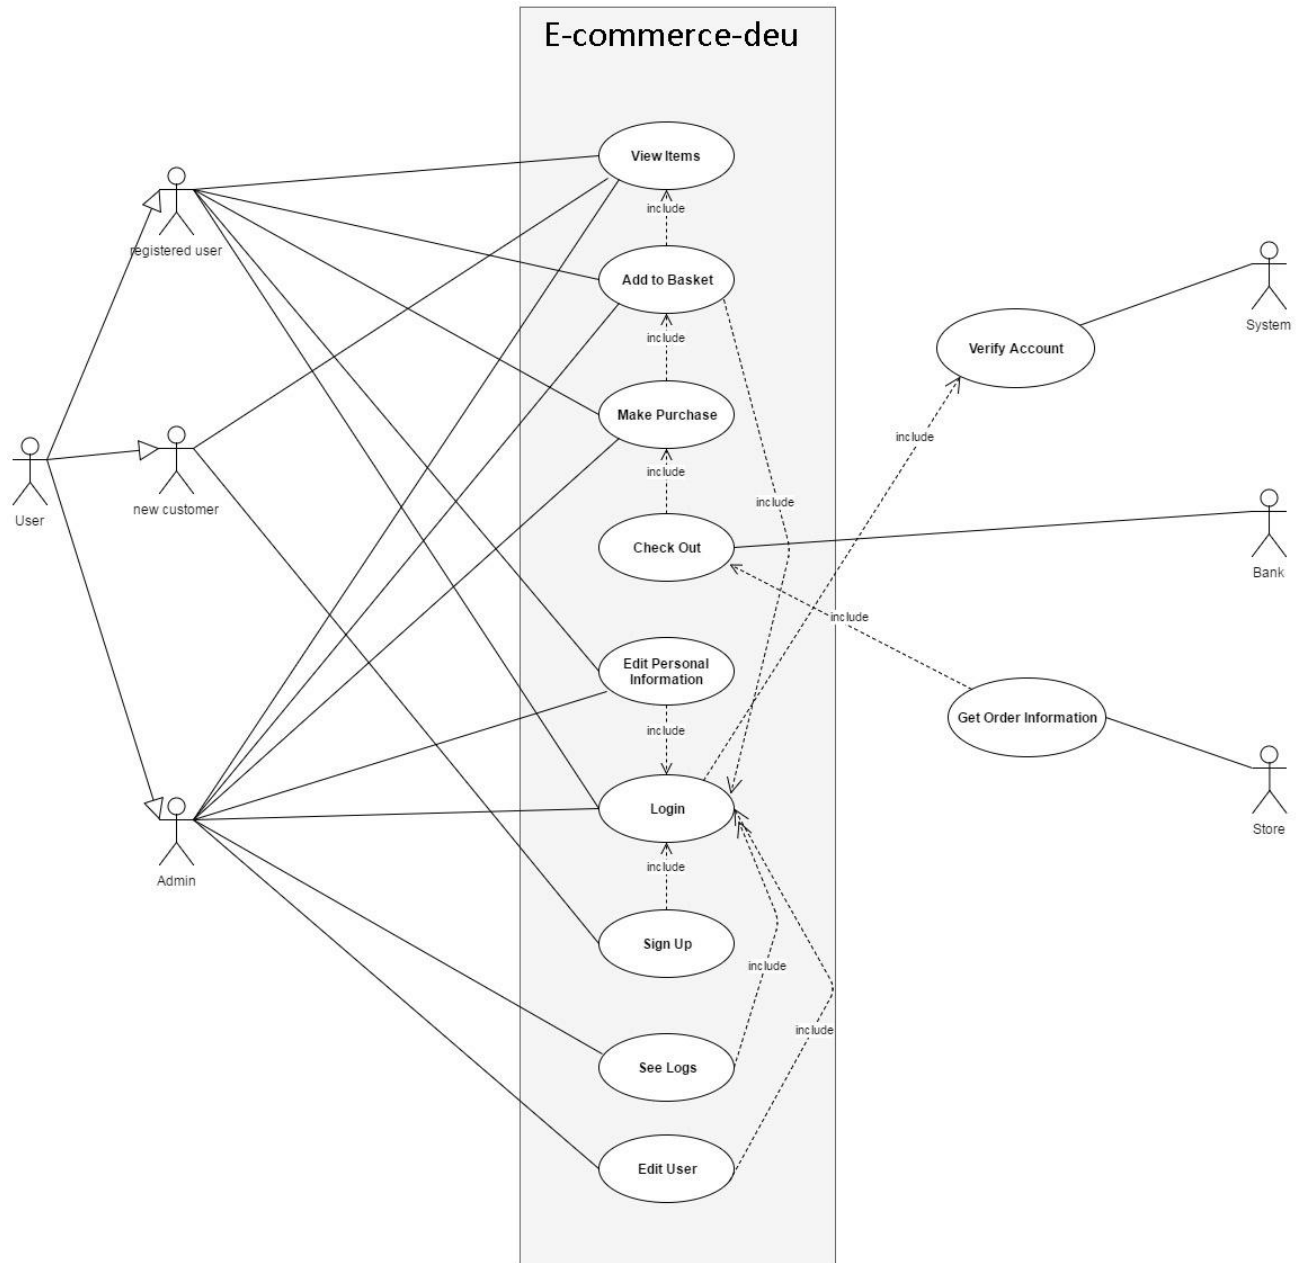 E-commerce-deu
View Items
include
registered user
Add to Basket
System
include
Verify Account
Make Purchase
include
include
new customer
include
User
Check Out
Bank
include
Edit Personal
Information
Get Order Information
include
Login
Store
include
Admin
Sign Up
include
include
See Logs
Edit User